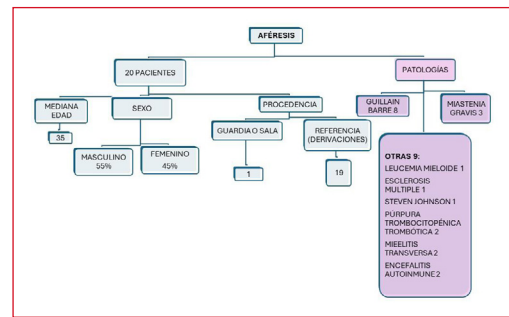 AFÉRESIS
20 PACIENTES
PATOLOGÍAS
MEDIANA
EDAD
SEXO
PROCEDENCIA
GUILLAIN
BARRE 8
MIASTENIA
GRAVIS 3
35
MASCULINO
55%
FEMENINO
45%
GUARDIA O SALA
REFERENCIA
(DERIVACIONES)
1
19
OTRAS 9:
LEUCEMIA MIELOIDE 1
ESCLEROSIS
MULTIPLE 1
STEVEN JOHNSON 1
PÚRPURA
TROMBOCITOPÉNICA
TROMBÓTICA 2
MIEELITIS
TRANSVERSA 2
ENCEFALITIS
AUTOINMUNE 2